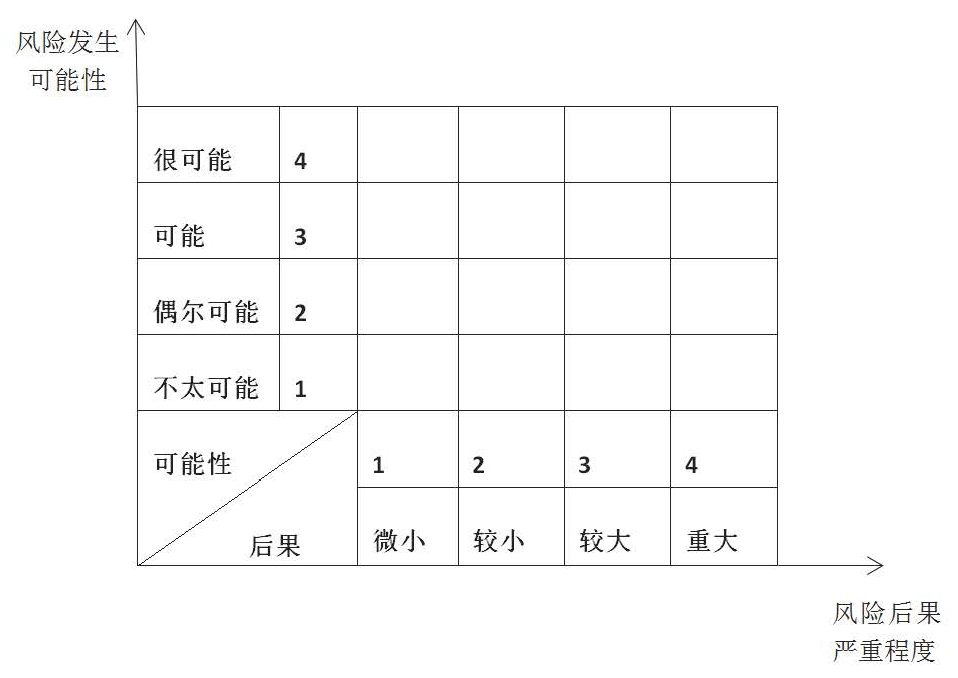 风险发生
可能性
很可能 4
可能 3
偶尔可能 2
不太可能 1
可能性 1 2 3 4
后果 微小 较小 较大 重大
风险后果
严重程度